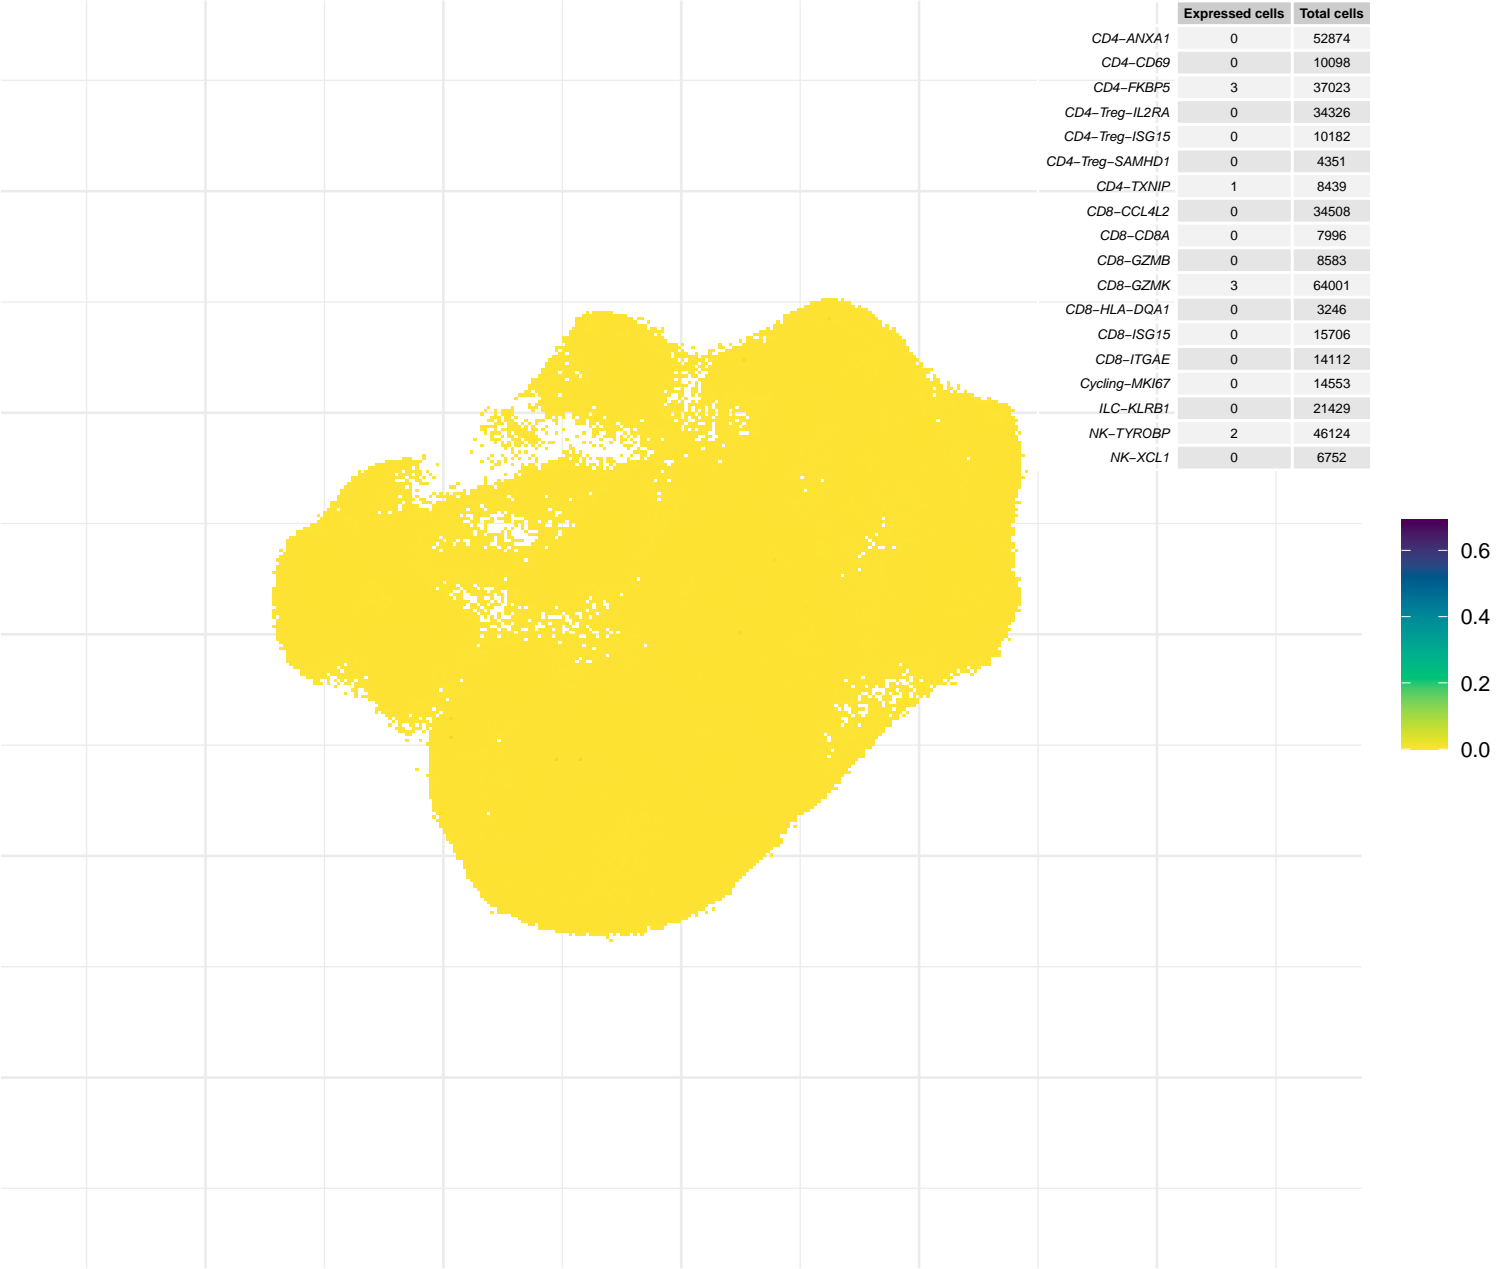 Expressed cells Total cells
CD4−ANXA1 0 52874
CD4−CD69 0 10098
CD4−FKBP5 3 37023
CD4−Treg−IL2RA 0 34326
CD4−Treg−ISG15 0 10182
CD4−Treg−SAMHD1 0 4351
CD4−TXNIP 1 8439
CD8−CCL4L2 0 34508
CD8−CD8A 0 7996
CD8−GZMB 0 8583
CD8−GZMK 3 64001
CD8−HLA−DQA1 0 3246
CD8−ISG15 0 15706
CD8−ITGAE 0 14112
Cycling−MKI67 0 14553
ILC−KLRB1 0 21429
NK−TYROBP 2 46124
NK−XCL1 0 6752
0.6
0.4
0.2
0.0